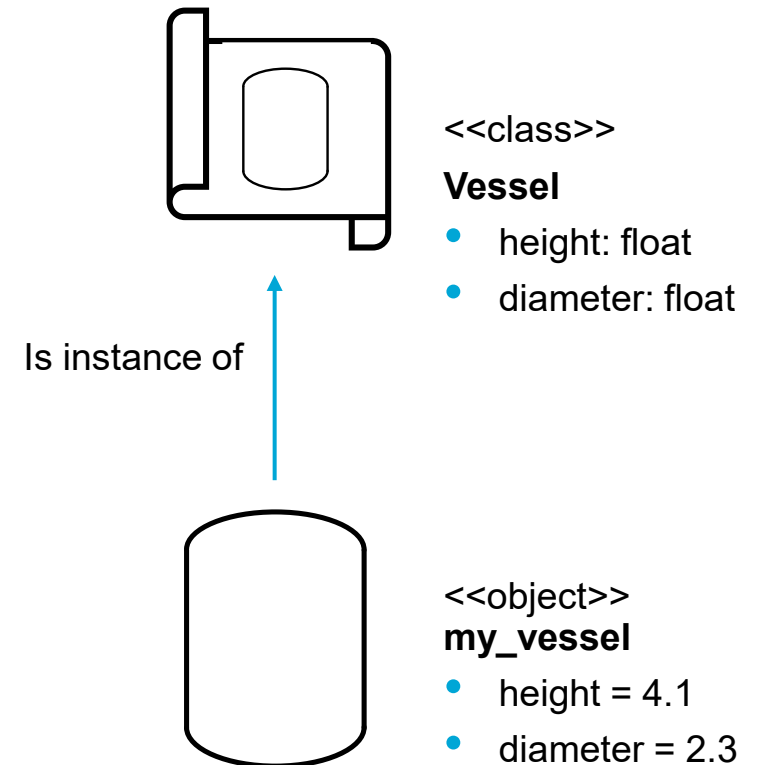 <<class>>
Vessel
• height: float
• diameter: float
Is instance of
<<object>>
my_vessel
• height = 4.1
• diameter = 2.3